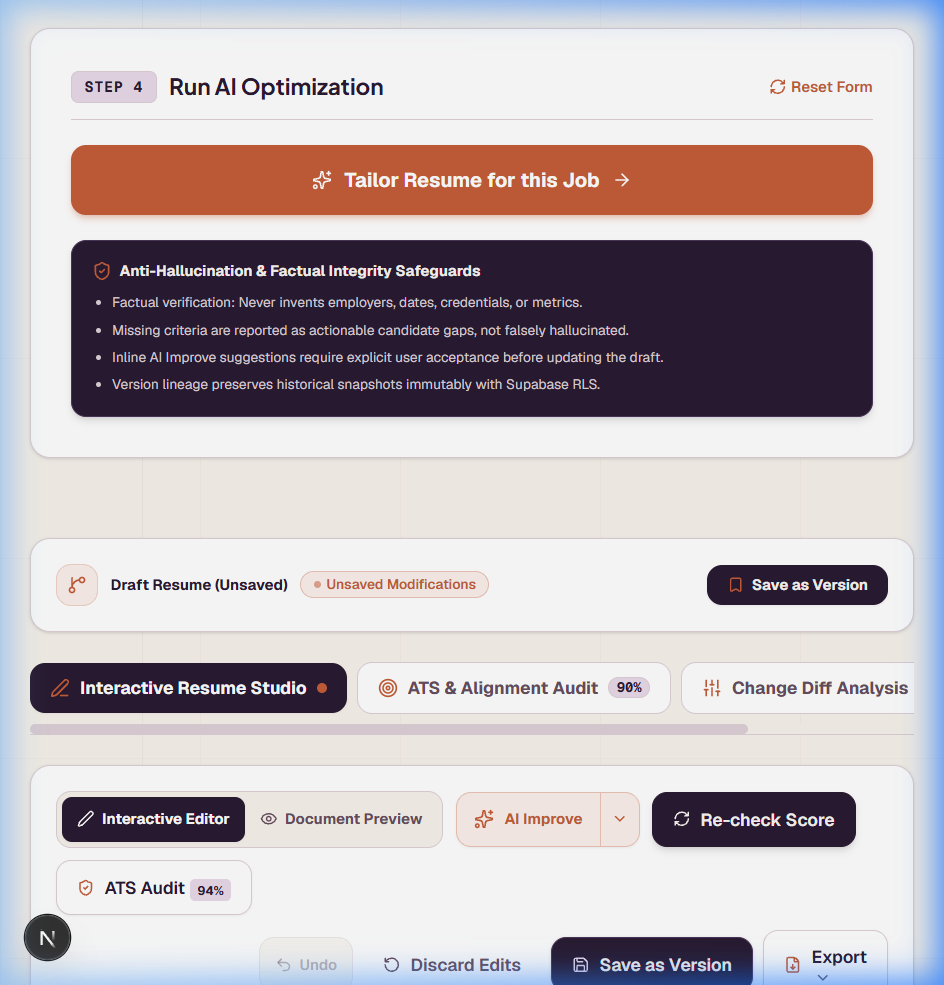 STEP 4
Run AI Optimization
Reset Form
Tailor Resume for this Job
Anti-Hallucination & Factual Integrity Safeguards
Factual verification: Never invents employers, dates, credentials, or metrics.
Missing criteria are reported as actionable candidate gaps, not falsely hallucinated.
Inline AI Improve suggestions require explicit user acceptance before updating the draft.
Version lineage preserves historical snapshots immutably with Supabase RLS.
Draft Resume (Unsaved)
Unsaved Modifications
Save as Version
Interactive Resume Studio
ATS & Alignment Audit 90%
Change Diff Analysis
Interactive Editor
Document Preview
AI Improve
Re-check Score
ATS Audit 94%
N
Undo
Discard Edits
Save as Version
Export